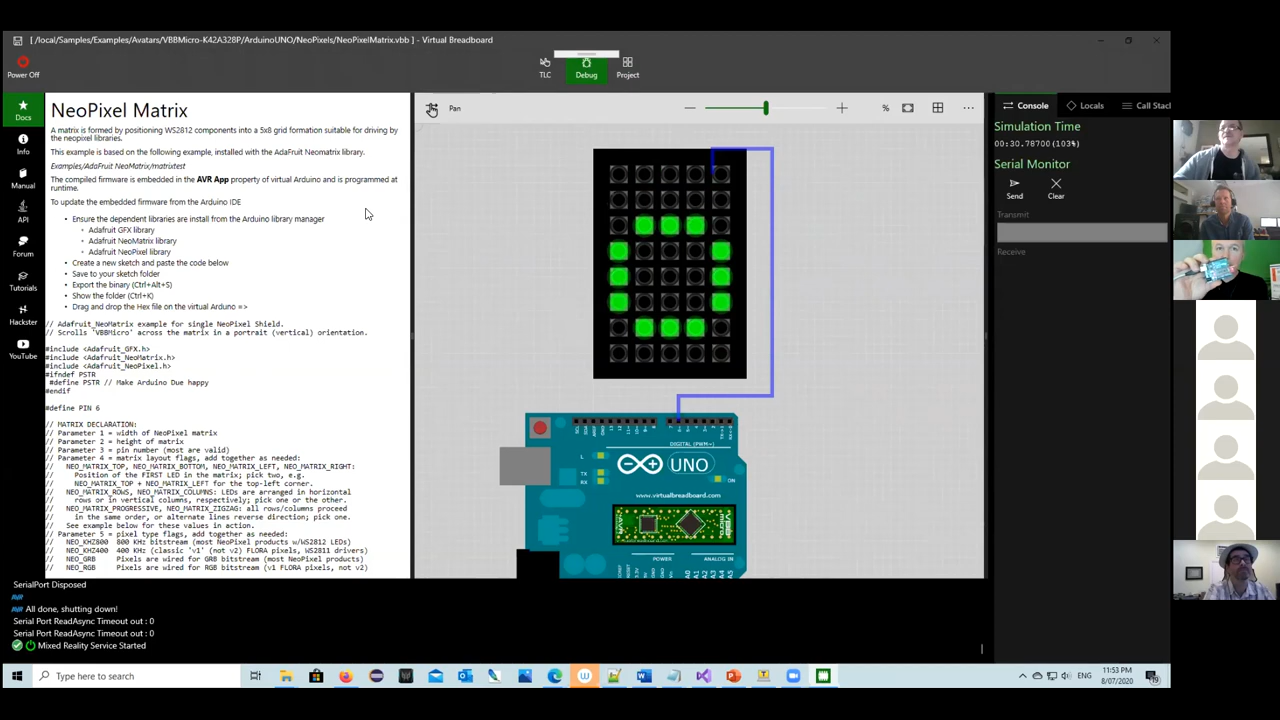 [ /local/Samples/Examples/Avatars/VBBMicro-K42A328P/ArduinoUNO/NeoPixels/NeoPixelMatrix.vbb ] - Virtual Breadboard
Power Off
TLC
Debug
Project
Docs
Info
Manual
API
Forum
Tutorials
Hackster
YouTube
NeoPixel Matrix
A matrix is formed by positioning WS2812 components into a 5x8 grid formation suitable for driving by
the neopixel libraries.
This example is based on the following example, installed with the AdaFruit Neomatrix library.
Examples/AdaFruit NeoMatrix/matrixtest
The compiled firmware is embedded in the AVR App property of virtual Arduino and is programmed at
runtime.
To update the embedded firmware from the Arduino IDE
• Ensure the dependent libraries are install from the Arduino library manager
• Adafruit GFX library
• Adafruit NeoMatrix library
• Adafruit NeoPixel library
• Create a new sketch and paste the code below
• Save to your sketch folder
• Export the binary (Ctrl+Alt+S)
• Show the folder (Ctrl+K)
• Drag and drop the Hex file on the virtual Arduno =>
// Adafruit_NeoMatrix example for single NeoPixel Shield.
// Scrolls 'VBBMicro' across the matrix in a portrait (vertical) orientation.
#include <Adafruit_GFX.h>
#include <Adafruit_NeoMatrix.h>
#include <Adafruit_NeoPixel.h>
#ifndef PSTR
#define PSTR // Make Arduino Due happy
#endif
#define PIN 6
// MATRIX DECLARATION:
// Parameter 1 = width of NeoPixel matrix
// Parameter 2 = height of matrix
// Parameter 3 = pin number (most are valid)
// Parameter 4 = matrix layout flags, add together as needed:
// NEO_MATRIX_TOP, NEO_MATRIX_BOTTOM, NEO_MATRIX_LEFT, NEO_MATRIX_RIGHT:
// Position of the FIRST LED in the matrix; pick two, e.g.
// NEO_MATRIX_TOP + NEO_MATRIX_LEFT for the top-left corner.
// NEO_MATRIX_ROWS, NEO_MATRIX_COLUMNS: LEDs are arranged in horizontal
// rows or in vertical columns, respectively; pick one or the other.
// NEO_MATRIX_PROGRESSIVE, NEO_MATRIX_ZIGZAG: all rows/columns proceed
// in the same order, or alternate lines reverse direction; pick one.
// See example below for these values in action.
// Parameter 5 = pixel type flags, add together as needed:
// NEO_KHZ800 800 KHz bitstream (most NeoPixel products w/WS2812 LEDs)
// NEO_KHZ400 400 KHz (classic 'v1' (not v2) FLORA pixels, WS2811 drivers)
// NEO_GRB Pixels are wired for GRB bitstream (most NeoPixel products)
// NEO_RGB Pixels are wired for RGB bitstream (v1 FLORA pixels, not v2)
Pan
%
DIGITAL (PWM~)
L
TX
RX
UNO
ON
www.virtualbreadboard.com
POWER
ANALOG IN
A0
A1
A2
A3
A4
A5
Console
Locals
Call Stack
Simulation Time
00:30.78700 (103%)
Serial Monitor
Send
Clear
Transmit
Receive
SerialPort Disposed
All done, shutting down!
Serial Port ReadAsync Timeout out : 0
Serial Port ReadAsync Timeout out : 0
Mixed Reality Service Started
Type here to search
ENG
11:53 PM
8/07/2020